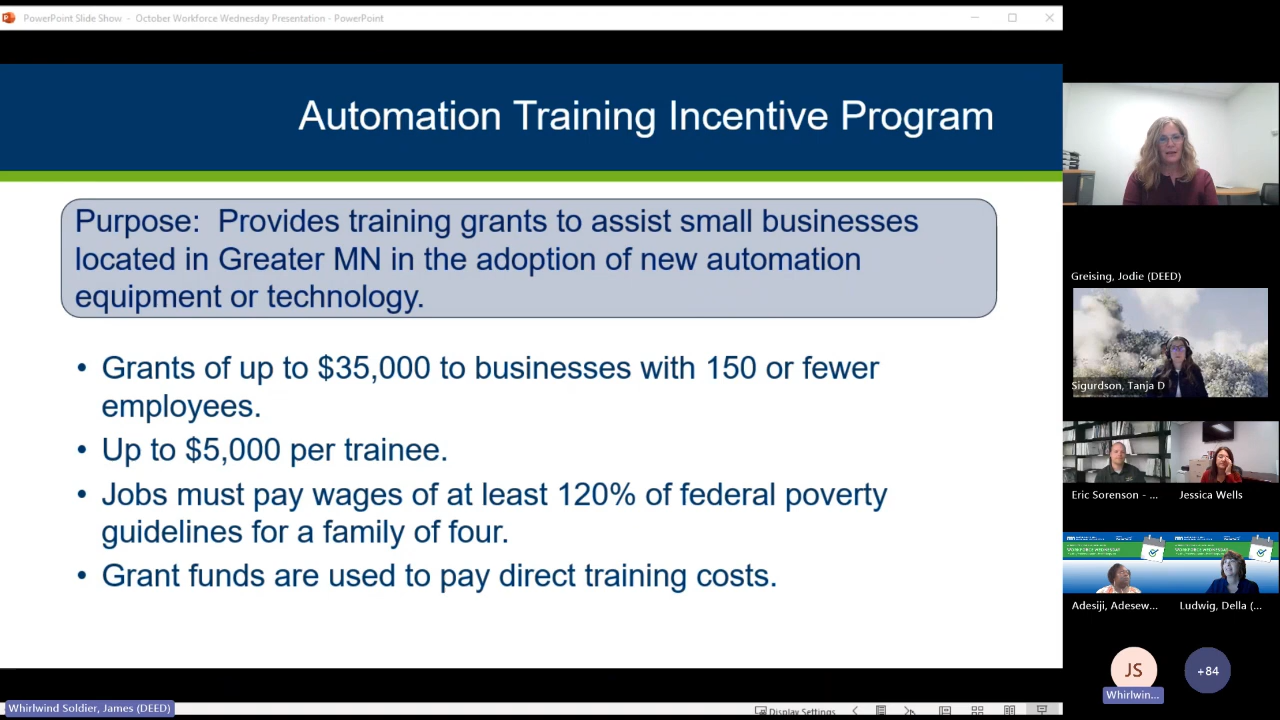 PowerPoint Slide Show - October Workforce Wednesday Presentation - PowerPoint
Automation Training Incentive Program
Purpose: Provides training grants to assist small businesses
located in Greater MN in the adoption of new automation
equipment or technology.
• Grants of up to $35,000 to businesses with 150 or fewer
employees.
• Up to $5,000 per trainee.
• Jobs must pay wages of at least 120% of federal poverty
guidelines for a family of four.
• Grant funds are used to pay direct training costs.
Whirlwind Soldier, James (DEED)
Display Settings
Greising, Jodie (DEED)
Sigurdson, Tanja D
Eric Sorenson - ...
Jessica Wells
WORKFORCE WEDNESDAY
WORKFORCE WEDNESDAY
Adesiji, Adesew...
Ludwig, Della (...
JS
+84
Whirlwin...